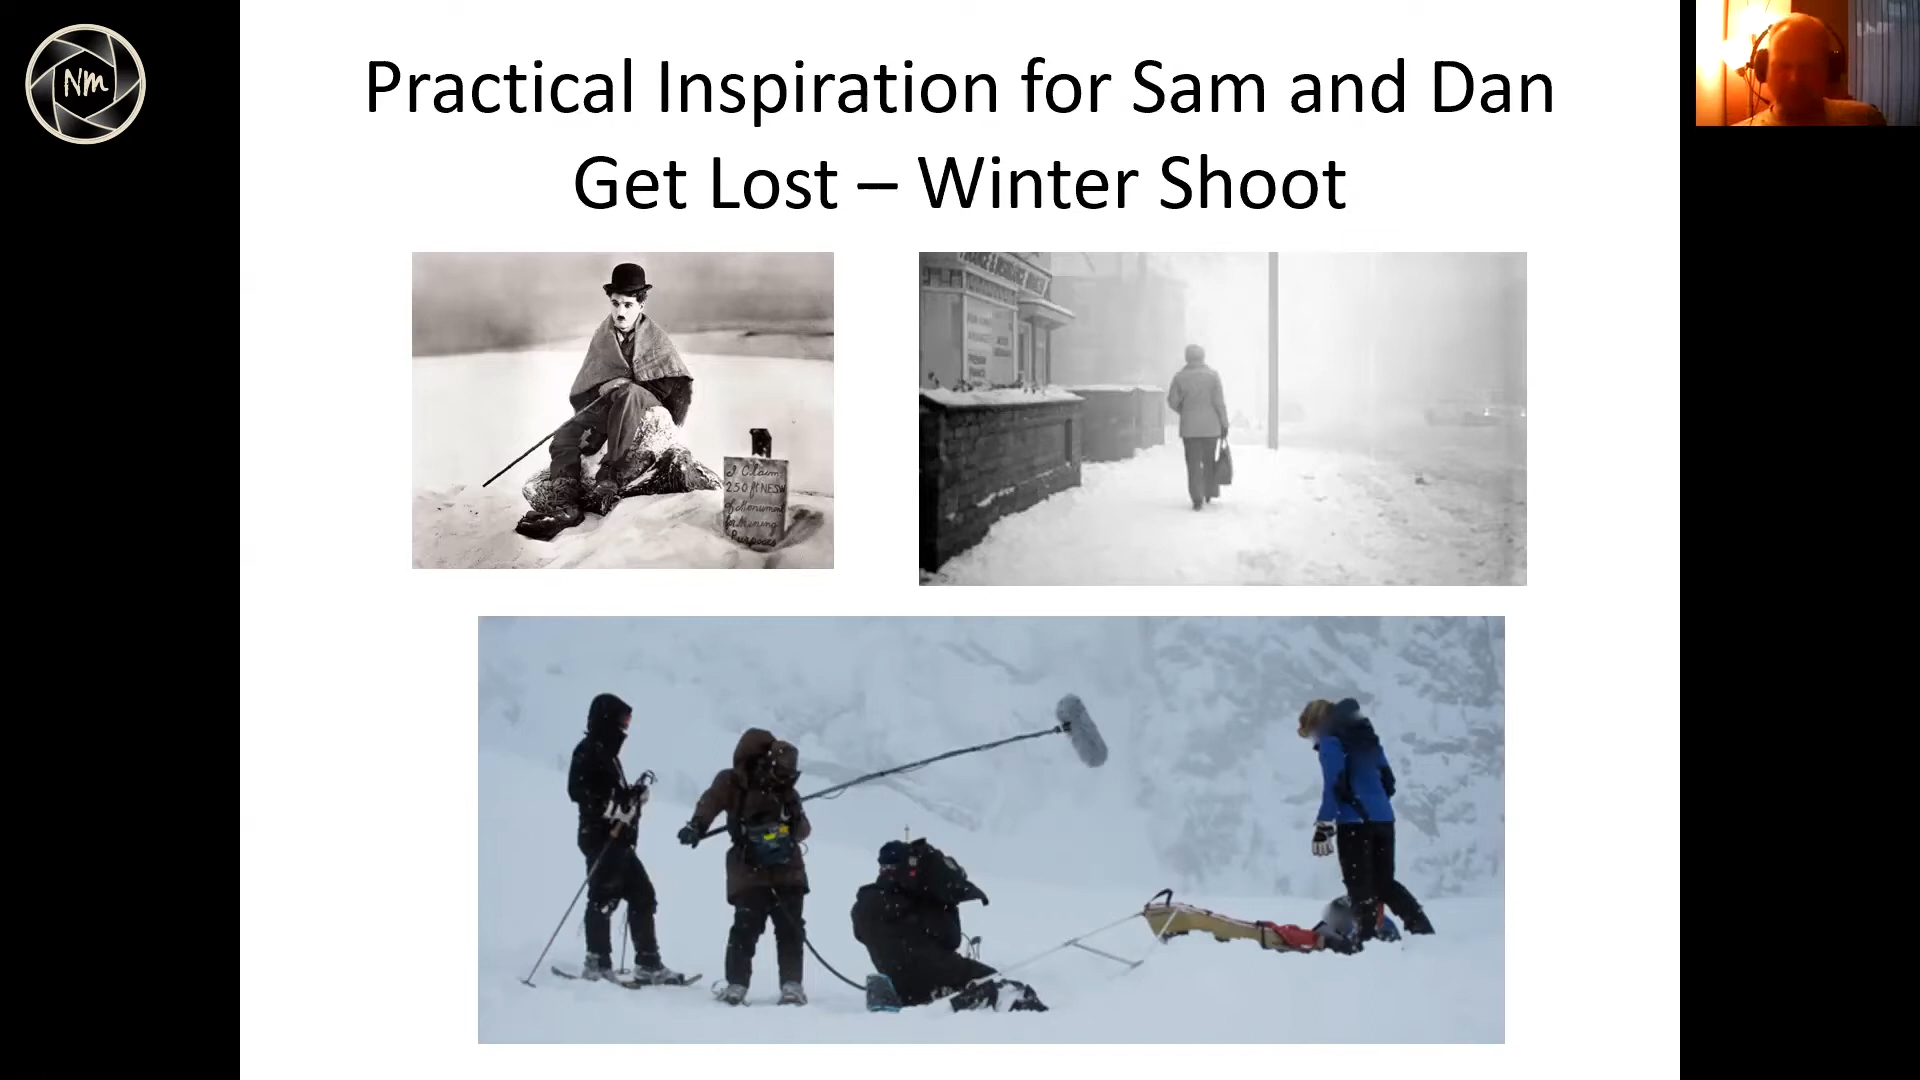 Nm
Practical Inspiration for Sam and Dan
Get Lost – Winter Shoot
I Claim
250 ft NESW
of Monument
for Mining
Purposes